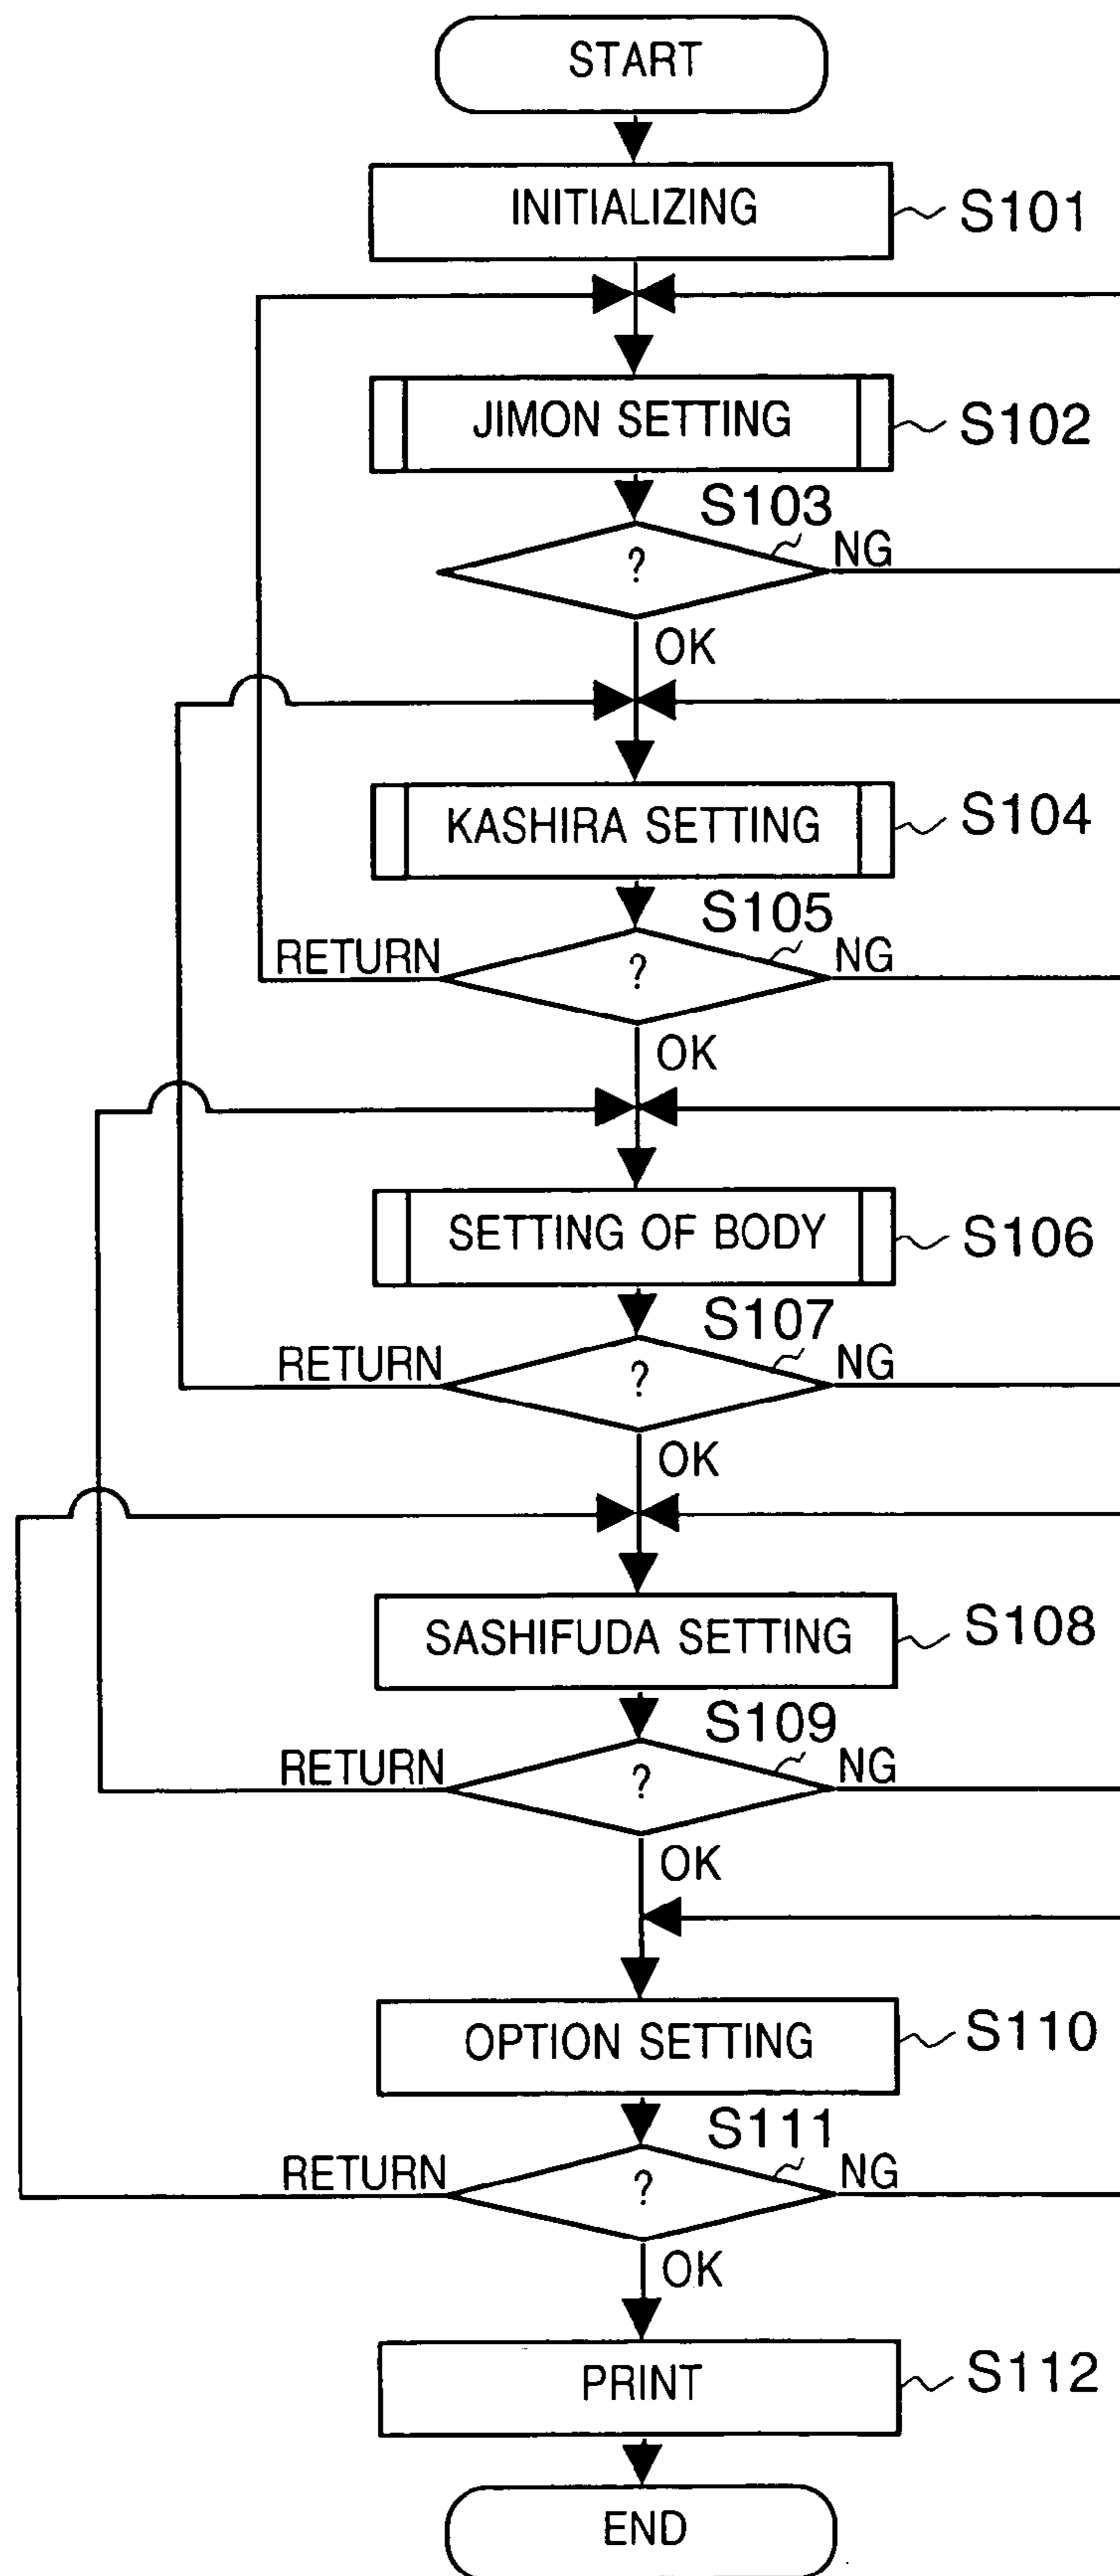 START
INITIALIZING S101
JIMON SETTING S102
S103
? NG
OK
KASHIRA SETTING S104
S105
RETURN ? NG
OK
SETTING OF BODY S106
S107
RETURN ? NG
OK
SASHIFUDA SETTING S108
S109
RETURN ? NG
OK
OPTION SETTING S110
S111
RETURN ? NG
OK
PRINT S112
END